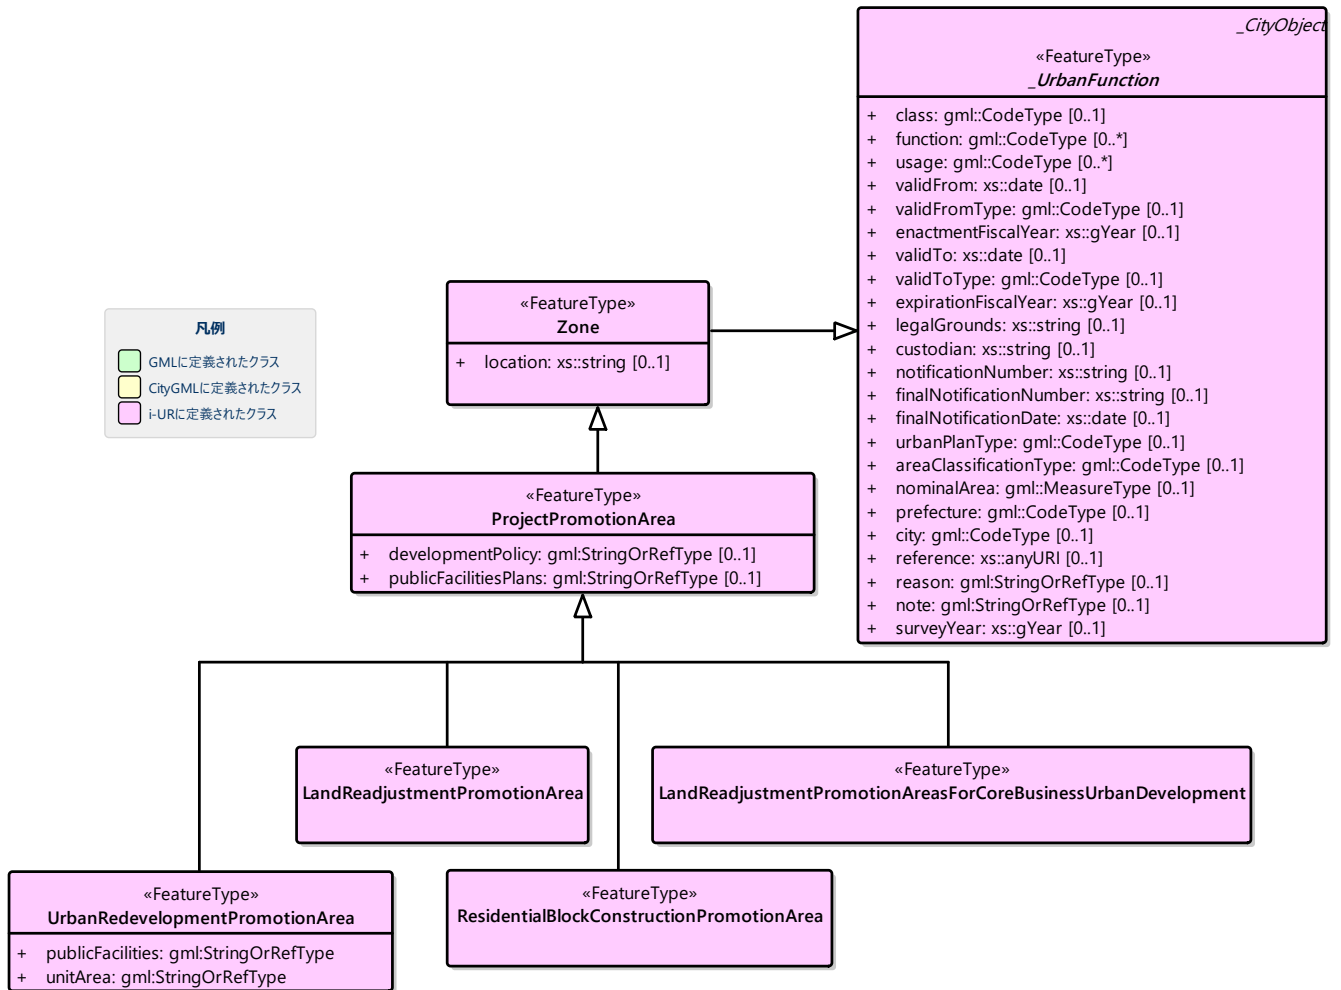 _CityObject
«FeatureType»
_UrbanFunction
+ class: gml::CodeType [0..1]
+ function: gml::CodeType [0..*]
+ usage: gml::CodeType [0..*]
+ validFrom: xs::date [0..1]
+ validFromType: gml::CodeType [0..1]
+ enactmentFiscalYear: xs::gYear [0..1]
+ validTo: xs::date [0..1]
+ validToType: gml::CodeType [0..1]
+ expirationFiscalYear: xs::gYear [0..1]
+ legalGrounds: xs::string [0..1]
+ custodian: xs::string [0..1]
+ notificationNumber: xs::string [0..1]
+ finalNotificationNumber: xs::string [0..1]
+ finalNotificationDate: xs::date [0..1]
+ urbanPlanType: gml::CodeType [0..1]
+ areaClassificationType: gml::CodeType [0..1]
+ nominalArea: gml::MeasureType [0..1]
+ prefecture: gml::CodeType [0..1]
+ city: gml::CodeType [0..1]
+ reference: xs::anyURI [0..1]
+ reason: gml:StringOrRefType [0..1]
+ note: gml:StringOrRefType [0..1]
+ surveyYear: xs::gYear [0..1]
«FeatureType»
Zone
+ location: xs::string [0..1]
凡例
GMLに定義されたクラス
CityGMLに定義されたクラス
i-URに定義されたクラス
«FeatureType»
ProjectPromotionArea
+ developmentPolicy: gml:StringOrRefType [0..1]
+ publicFacilitiesPlans: gml:StringOrRefType [0..1]
«FeatureType»
LandReadjustmentPromotionArea
«FeatureType»
LandReadjustmentPromotionAreasForCoreBusinessUrbanDevelopment
«FeatureType»
UrbanRedevelopmentPromotionArea
+ publicFacilities: gml:StringOrRefType
+ unitArea: gml:StringOrRefType
«FeatureType»
ResidentialBlockConstructionPromotionArea